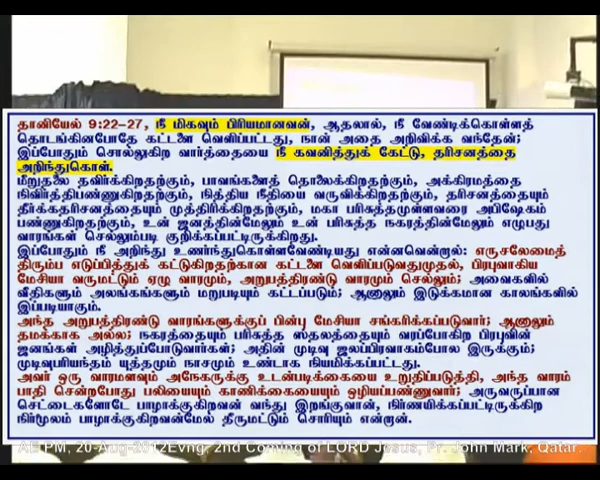 தானியேல் 9:22-27, நீ மிகவும் பிரியமானவன், ஆதலால், நீ வேண்டிக்கொள்ளத்
தொடங்கினபோதே கட்டளை வெளிப்பட்டது, நான் அதை அறிவிக்க வந்தேன்;
இப்போதும் சொல்லுகிற வார்த்தையை நீ கவனித்துக் கேட்டு, தரிசனத்தை
அறிந்துகொள்.
மீறுதலை தவிர்க்கிறதற்கும், பாவங்களைத் தொலைக்கிறதற்கும், அக்கிரமத்தை
நிவிர்த்திபண்ணுகிறதற்கும், நித்திய நீதியை வருவிக்கிறதற்கும், தரிசனத்தையும்
தீர்க்கதரிசனத்தையும் முத்திரிக்கிறதற்கும், மகா பரிசுத்தமுள்ளவரை அபிஷேகம்
பண்ணுகிறதற்கும், உன் ஜனத்தின்மேலும் உன் பரிசுத்த நகரத்தின்மேலும் எழுபது
வாரங்கள் செல்லும்படி குறிக்கப்பட்டிருக்கிறது.
இப்போதும் நீ அறிந்து உணர்ந்துகொள்ளவேண்டியது என்னவென்றால்: எருசலேமைத்
திரும்ப எடுப்பித்துக் கட்டுகிறதற்கான கட்டளை வெளிப்படுவதுமுதல், பிரபுவாகிய
மேசியா வருமட்டும் ஏழு வாரமும், அறுபத்திரண்டு வாரமும் செல்லும்; அவைகளில்
வீதிகளும் அலங்கங்களும் மறுபடியும் கட்டப்படும்; ஆனாலும் இடுக்கமான காலங்களில்
இப்படியாகும்.
அந்த அறுபத்திரண்டு வாரங்களுக்குப் பின்பு மேசியா சங்கரிக்கப்படுவார்; ஆனாலும்
தமக்காக அல்ல; நகரத்தையும் பரிசுத்த ஸ்தலத்தையும் வரப்போகிற பிரபுவின்
ஜனங்கள் அழித்துப்போடுவார்கள்; அதின் முடிவு ஜலப்பிரவாகம்போல இருக்கும்;
முடிவுபரியந்தம் யுத்தமும் நாசமும் உண்டாக நியமிக்கப்பட்டது.
அவர் ஒரு வாரமளவும் அநேகருக்கு உடன்படிக்கையை உறுதிப்படுத்தி, அந்த வாரம்
பாதி சென்றபோது பலியையும் காணிக்கையையும் ஒழியப்பண்ணுவார்; அருவருப்பான
செட்டைகளோடே பாழாக்குகிறவன் வந்து இறங்குவான், நிர்ணயிக்கப்பட்டிருக்கிற
நிர்மூலம் பாழாக்குகிறவன்மேல் தீருமட்டும் சொரியும் என்றான்.
PM, 20-Aug-2012Evng, 2nd Coming of LORD Jesus, Pr. John Mark, Qatar.